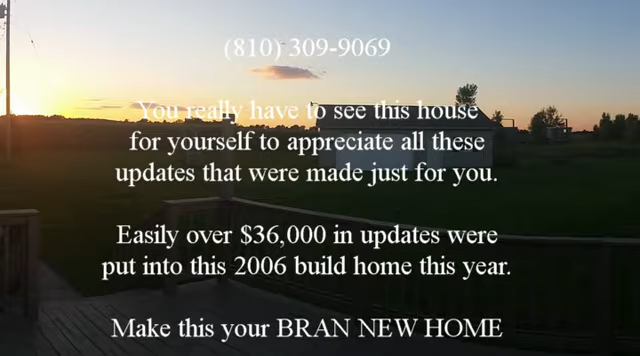 (810) 309-9069
You really have to see this house
for yourself to appreciate all these
updates that were made just for you.
Easily over $36,000 in updates were
put into this 2006 build home this year.
Make this your BRAN NEW HOME